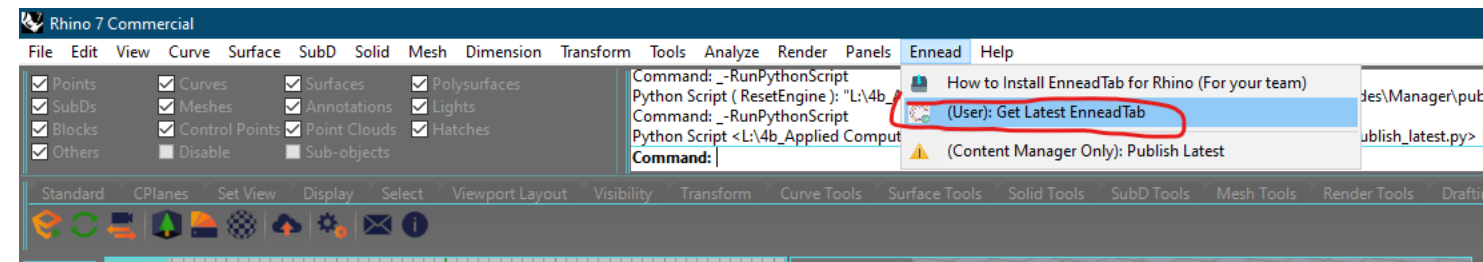 Rhino 7 Commercial
File Edit View Curve Surface SubD Solid Mesh Dimension Transform Tools Analyze Render Panels Ennead Help
Points Curves Surfaces Polysurfaces
SubDs Meshes Annotations Lights
Blocks Control Points Point Clouds Hatches
Others Disable Sub-objects
Command: _-RunPythonScript
Python Script ( ResetEngine ): "L:\4b_A des\Manager\pub
Command: _-RunPythonScript
Python Script <L:\4b_Applied Comput ublish_latest.py>
Command:
How to Install EnneadTab for Rhino (For your team)
(User): Get Latest EnneadTab
(Content Manager Only): Publish Latest
Standard CPlanes Set View Display Select Viewport Layout Visibility Transform Curve Tools Surface Tools Solid Tools SubD Tools Mesh Tools Render Tools Draftin